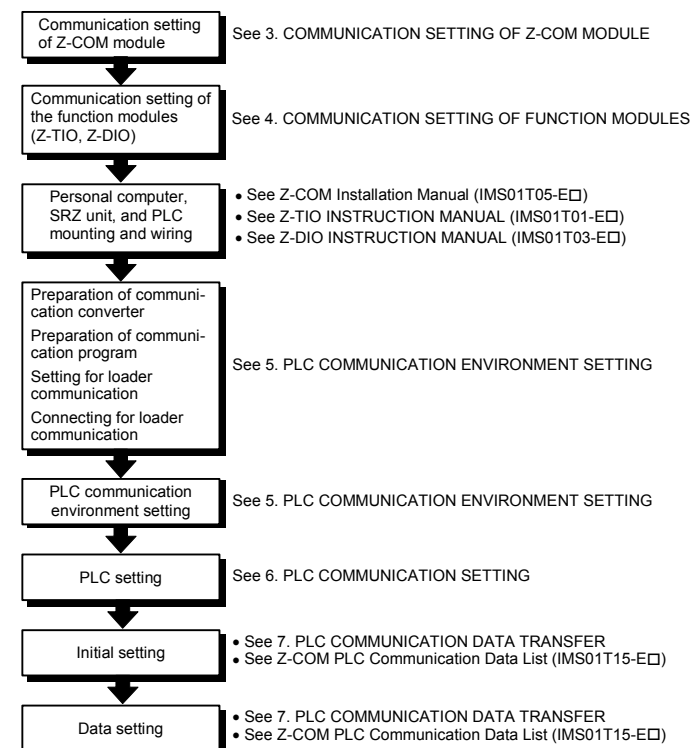 Communication setting
of Z-COM module
See 3. COMMUNICATION SETTING OF Z-COM MODULE
Communication setting of
the function modules
(Z-TIO, Z-DIO)
See 4. COMMUNICATION SETTING OF FUNCTION MODULES
Personal computer,
SRZ unit, and PLC
mounting and wiring
• See Z-COM Installation Manual (IMS01T05-E□)
• See Z-TIO INSTRUCTION MANUAL (IMS01T01-E□)
• See Z-DIO INSTRUCTION MANUAL (IMS01T03-E□)
Preparation of communi-
cation converter
Preparation of communi-
cation program
Setting for loader
communication
Connecting for loader
communication
See 5. PLC COMMUNICATION ENVIRONMENT SETTING
PLC communication
environment setting
See 5. PLC COMMUNICATION ENVIRONMENT SETTING
PLC setting
See 6. PLC COMMUNICATION SETTING
Initial setting
• See 7. PLC COMMUNICATION DATA TRANSFER
• See Z-COM PLC Communication Data List (IMS01T15-E□)
Data setting
• See 7. PLC COMMUNICATION DATA TRANSFER
• See Z-COM PLC Communication Data List (IMS01T15-E□)